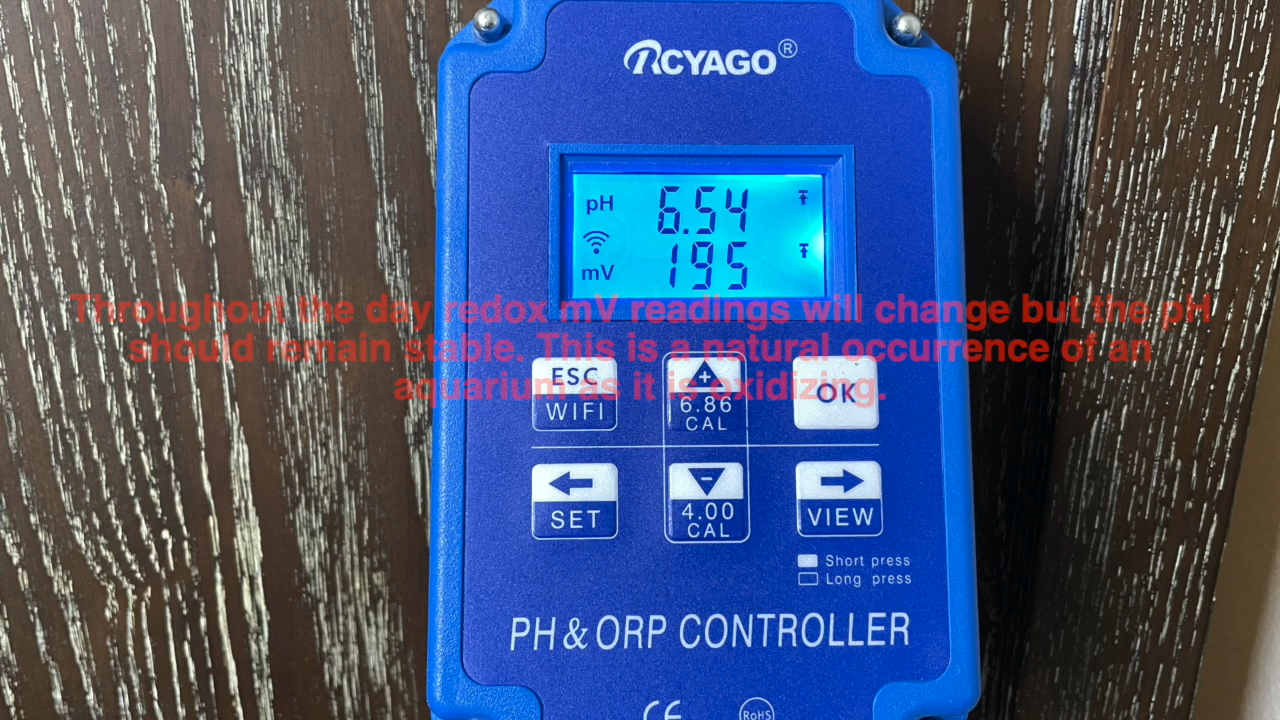 RCYAGO®
pH 6.54
mV 195
Throughout the day redox mV readings will change but the pH
should remain stable. This is a natural occurrence of an
aquarium as it is oxidizing.
ESC
WIFI
+
6.86
CAL
OK
SET
−
4.00
CAL
VIEW
Short press
Long press
PH & ORP CONTROLLER
CE
RoHS